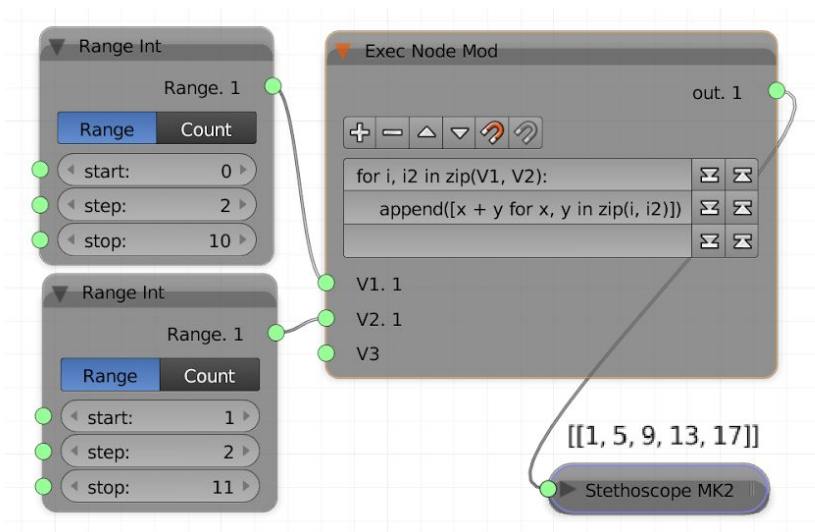 Range Int
Range. 1
Range Count
start: 0
step: 2
stop: 10
Range Int
Range. 1
Range Count
start: 1
step: 2
stop: 11
Exec Node Mod
out. 1
for i, i2 in zip(V1, V2):
append([x + y for x, y in zip(i, i2)])
V1. 1
V2. 1
V3
[[1, 5, 9, 13, 17]]
Stethoscope MK2